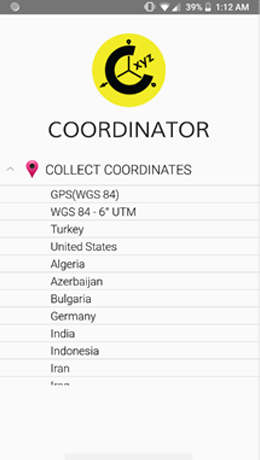 39% 1:12 AM
C xyz
COORDINATOR
COLLECT COORDINATES
GPS(WGS 84)
WGS 84 - 6° UTM
Turkey
United States
Algeria
Azerbaijan
Bulgaria
Germany
India
Indonesia
Iran